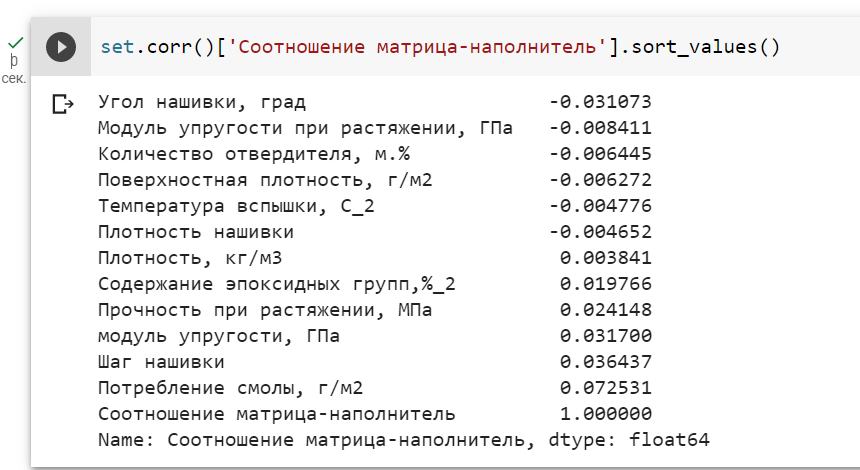 set.corr()['Соотношение матрица-наполнитель'].sort_values()
0
сек.
Угол нашивки, град -0.031073
Модуль упругости при растяжении, ГПа -0.008411
Количество отвердителя, м.% -0.006445
Поверхностная плотность, г/м2 -0.006272
Температура вспышки, С_2 -0.004776
Плотность нашивки -0.004652
Плотность, кг/м3 0.003841
Содержание эпоксидных групп,%_2 0.019766
Прочность при растяжении, МПа 0.024148
модуль упругости, ГПа 0.031700
Шаг нашивки 0.036437
Потребление смолы, г/м2 0.072531
Соотношение матрица-наполнитель 1.000000
Name: Соотношение матрица-наполнитель, dtype: float64